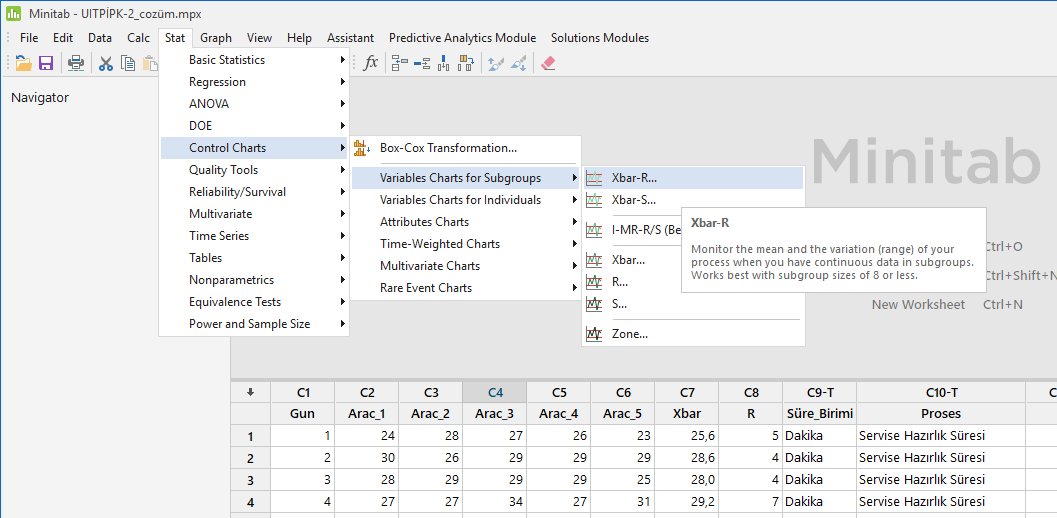 Minitab - UITPİPK-2_cozüm.mpx
File Edit Data Calc Stat Graph View Help Assistant Predictive Analytics Module Solutions Modules
fx
Navigator
Basic Statistics
Regression
ANOVA
DOE
Control Charts
Quality Tools
Reliability/Survival
Multivariate
Time Series
Tables
Nonparametrics
Equivalence Tests
Power and Sample Size
Box-Cox Transformation...
Variables Charts for Subgroups
Variables Charts for Individuals
Attributes Charts
Time-Weighted Charts
Multivariate Charts
Rare Event Charts
Xbar-R...
Xbar-S...
I-MR-R/S (Be
Xbar...
R...
S...
Zone...
Xbar-R
Monitor the mean and the variation (range) of your
process when you have continuous data in subgroups.
Works best with subgroup sizes of 8 or less.
Minitab
Ctrl+O
Ctrl+Shift+N
New Worksheet Ctrl+N
C1 C2 C3 C4 C5 C6 C7 C8 C9-T C10-T C
Gun Arac_1 Arac_2 Arac_3 Arac_4 Arac_5 Xbar R Süre_Birimi Proses
1 1 24 28 27 26 23 25,6 5 Dakika Servise Hazırlık Süresi
2 2 30 26 29 29 29 28,6 4 Dakika Servise Hazırlık Süresi
3 3 28 29 29 29 25 28,0 4 Dakika Servise Hazırlık Süresi
4 4 27 27 34 27 31 29,2 7 Dakika Servise Hazırlık Süresi